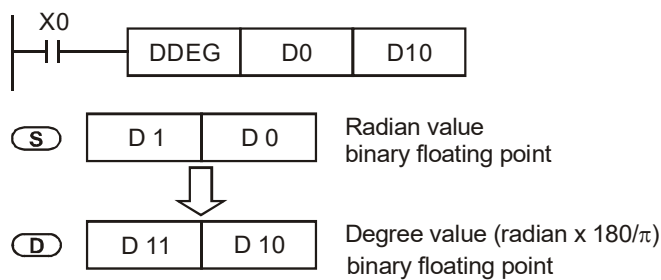 X0
DDEG D0 D10
S D 1 D 0 Radian value
binary floating point
D D 11 D 10 Degree value (radian x 180/π)
binary floating point